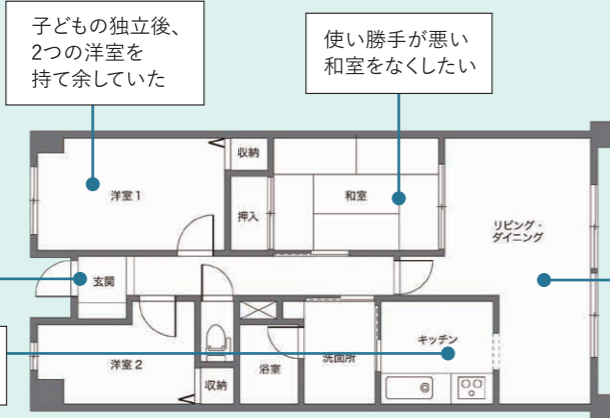 子どもの独立後、
2つの洋室を
持て余していた
使い勝手が悪い
和室をなくしたい
収納
洋室1
押入
和室
リビング・
ダイニング
玄関
キッチン
洋室2
収納
浴室
洗面所